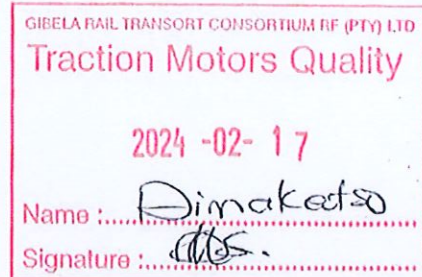 GIBELA RAIL TRANSORT CONSORTIUM RF (PTY) LTD
Traction Motors Quality
2024 -02- 17
Name :..... Dimakatso
Signature :.....